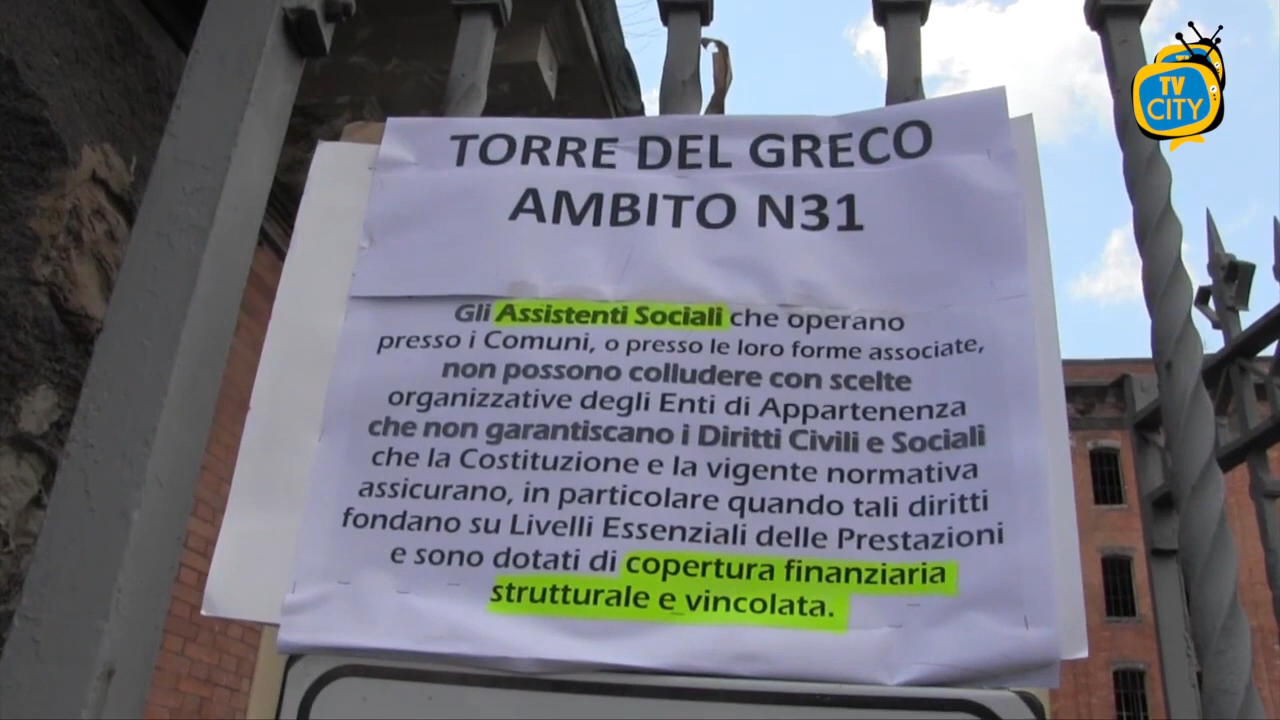 TV
CITY
TORRE DEL GRECO
AMBITO N31
Gli Assistenti Sociali che operano
presso i Comuni, o presso le loro forme associate,
non possono colludere con scelte
organizzative degli Enti di Appartenenza
che non garantiscano i Diritti Civili e Sociali
che la Costituzione e la vigente normativa
assicurano, in particolare quando tali diritti
fondano su Livelli Essenziali delle Prestazioni
e sono dotati di copertura finanziaria
strutturale e vincolata.